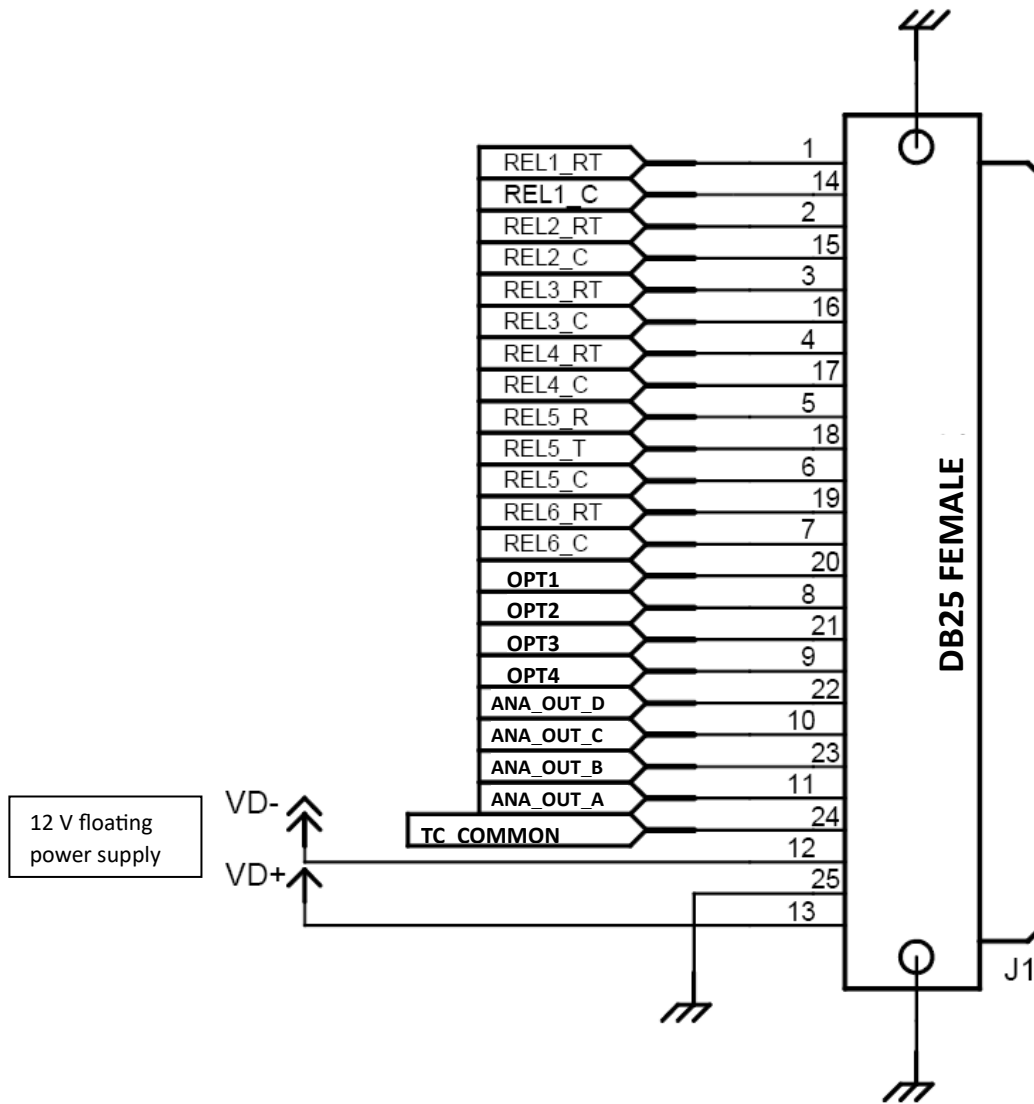 REL1_RT 1
REL1_C 14
REL2_RT 2
REL2_C 15
REL3_RT 3
REL3_C 16
REL4_RT 4
REL4_C 17
REL5_R 5
REL5_T 18
REL5_C 6
REL6_RT 19
REL6_C 7
OPT1 20
OPT2 8
OPT3 21
OPT4 9
ANA_OUT_D 22
ANA_OUT_C 10
ANA_OUT_B 23
ANA_OUT_A 11
TC COMMON 24
12 V floating
power supply
VD- 12
25
VD+ 13
DB25 FEMALE
J1